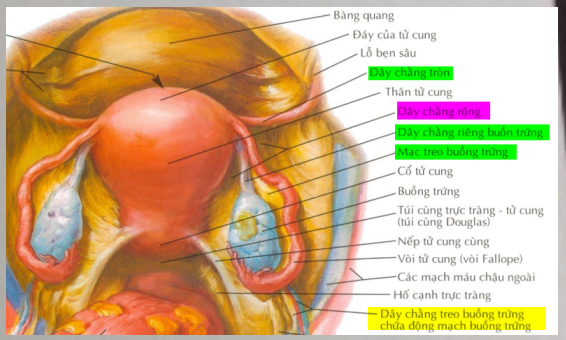 Bàng quang
Đáy của tử cung
Lỗ bẹn sâu
Dây chằng tròn
Thân tử cung
Dây chằng rộng
Dây chằng riêng buồn trứng
Mạc treo buồng trứng
Cổ tử cung
Buồng trứng
Túi cùng trực tràng - tử cung
(túi cùng Douglas)
Nếp tử cung cùng
Vòi tử cung (vòi Fallope)
Các mạch máu chậu ngoài
Hố cạnh trực tràng
Dây chằng treo buồng trứng
chứa động mạch buồng trứng